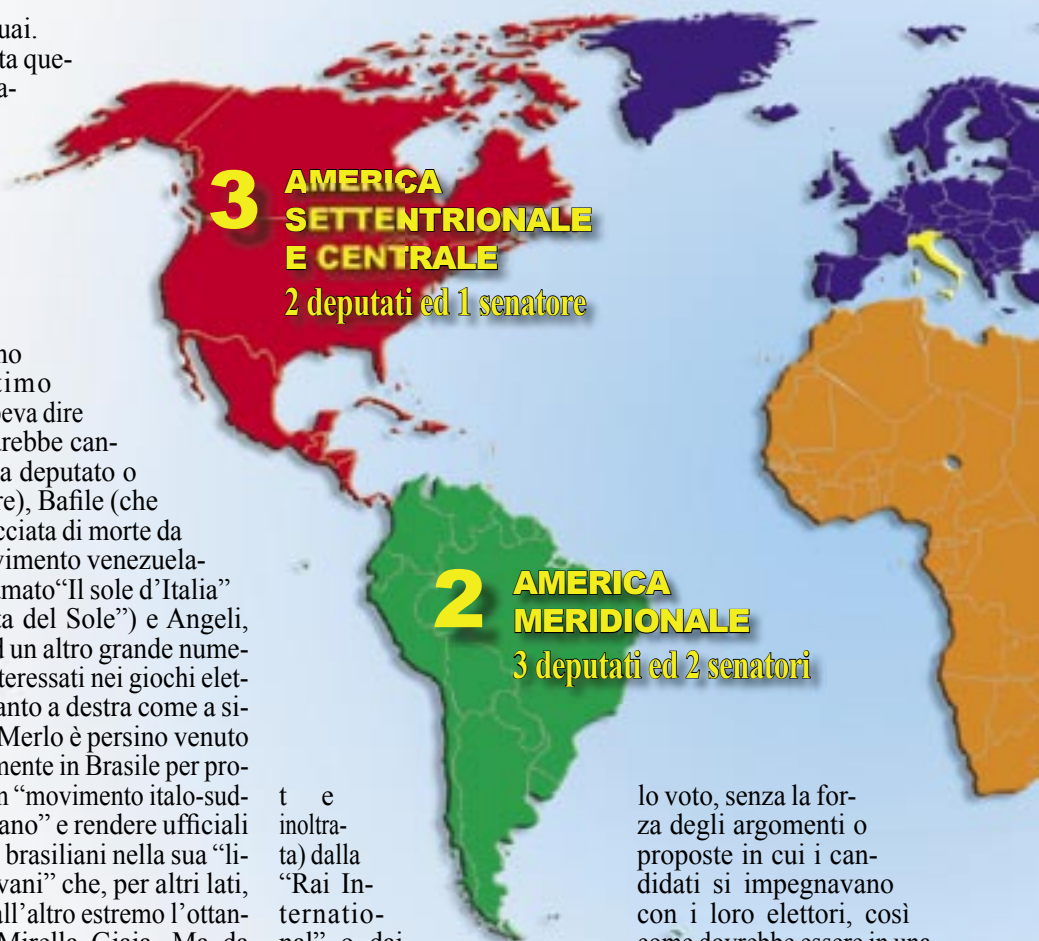 uai.
ta que-
a-
no
timo
peva dire
rebbe can-
a deputato o
re), Bafile (che
cciata di morte da
vimento venezuela-
amato“Il sole d’Italia”
ta del Sole”) e Angeli,
d un altro grande nume-
teressati nei giochi elet-
anto a destra come a si-
Merlo è persino venuto
mente in Brasile per pro-
n “movimento italo-sud-
ano” e rendere ufficiali
brasiliani nella sua “li-
vani” che, per altri lati,
all’altro estremo l’ottan-
Mirella Giaia. Ma da
3 AMERICA
SETTENTRIONALE
E CENTRALE
2 deputati ed 1 senatore
2 AMERICA
MERIDIONALE
3 deputati ed 2 senatori
t e
inoltra-
ta) dalla
“Rai In-
ternatio-
nal” o dai
lo voto, senza la for-
za degli argomenti o
proposte in cui i can-
didati si impegnavano
con i loro elettori, così
come dovrebbe essere in una